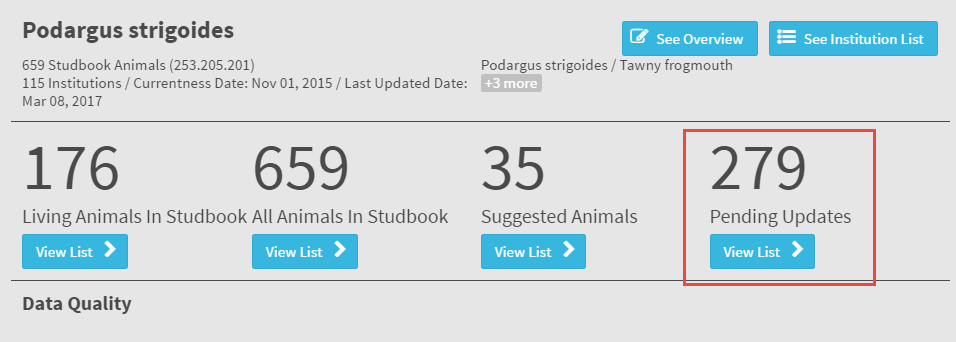 Podargus strigoides
See Overview
See Institution List
659 Studbook Animals (253.205.201)
115 Institutions / Currentness Date: Nov 01, 2015 / Last Updated Date:
Mar 08, 2017
Podargus strigoides / Tawny frogmouth
+3 more
176
Living Animals In Studbook
View List
659
All Animals In Studbook
View List
35
Suggested Animals
View List
279
Pending Updates
View List
Data Quality